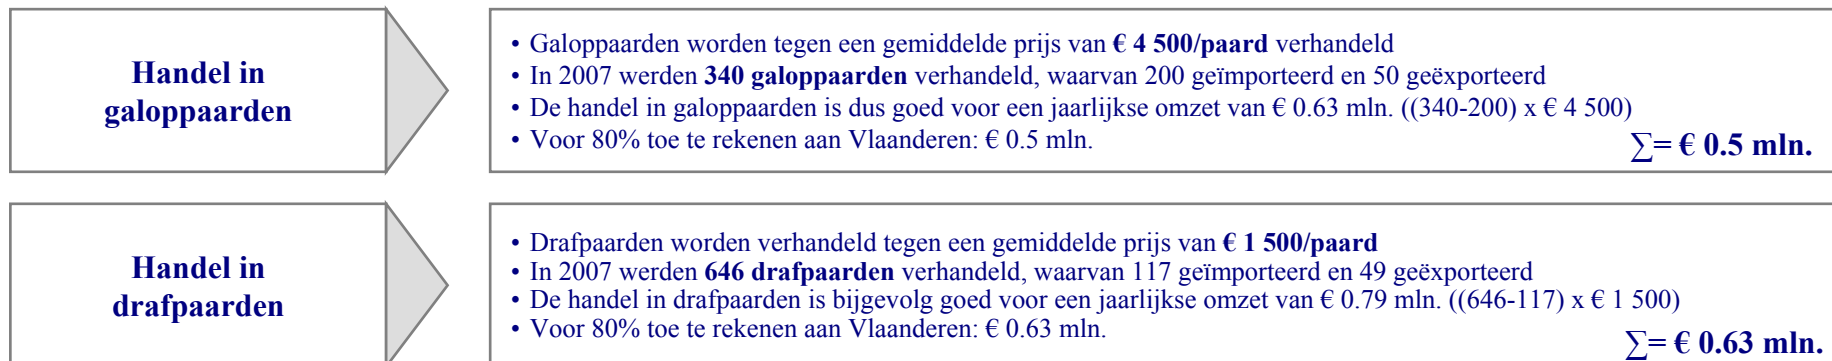 Handel in
galoppaarden
• Galoppaarden worden tegen een gemiddelde prijs van € 4 500/paard verhandeld
• In 2007 werden 340 galoppaarden verhandeld, waarvan 200 geïmporteerd en 50 geëxporteerd
• De handel in galoppaarden is dus goed voor een jaarlijkse omzet van € 0.63 mln. ((340-200) x € 4 500)
• Voor 80% toe te rekenen aan Vlaanderen: € 0.5 mln.
∑= € 0.5 mln.
Handel in
drafpaarden
• Drafpaarden worden verhandeld tegen een gemiddelde prijs van € 1 500/paard
• In 2007 werden 646 drafpaarden verhandeld, waarvan 117 geïmporteerd en 49 geëxporteerd
• De handel in drafpaarden is bijgevolg goed voor een jaarlijkse omzet van € 0.79 mln. ((646-117) x € 1 500)
• Voor 80% toe te rekenen aan Vlaanderen: € 0.63 mln.
∑= € 0.63 mln.